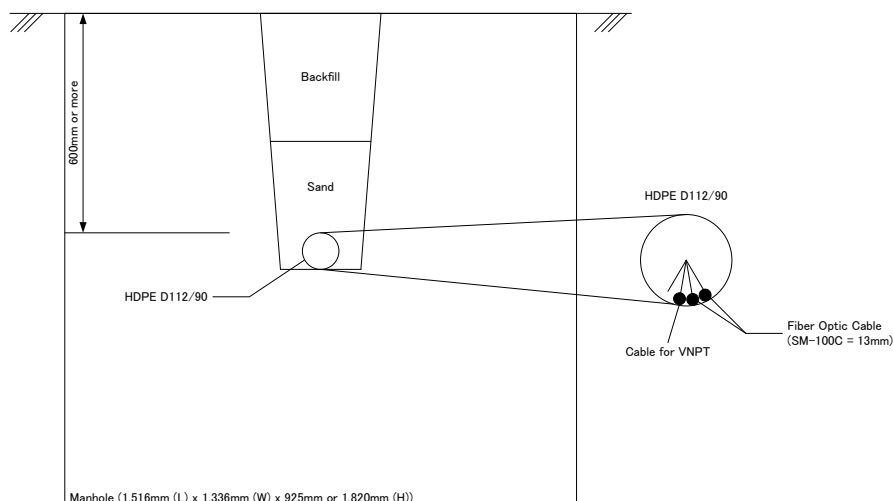 Backfill
600mm or more
Sand
HDPE D112/90
HDPE D112/90
Fiber Optic Cable
(SM-100C = 13mm)
Cable for VNPT
Manhole (1.516mm (L) x 1.336mm (W) x 925mm or 1.820mm (H))